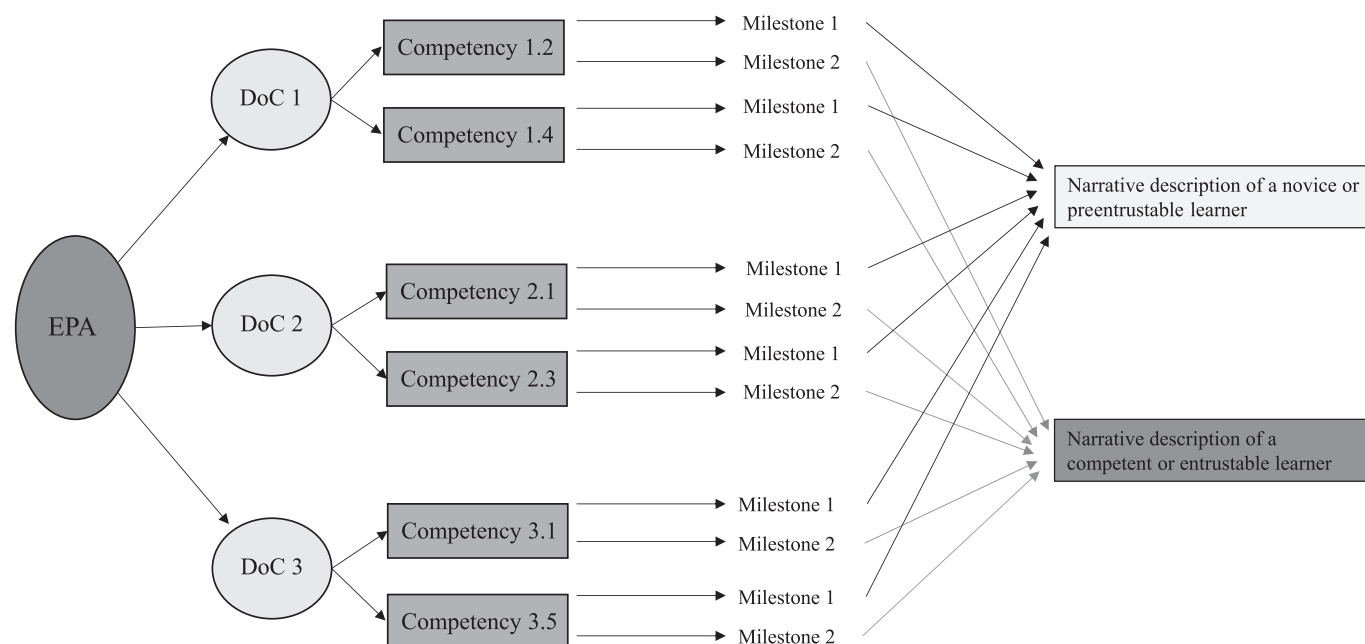 EPA
DoC 1
Competency 1.2
Milestone 1
Milestone 2
Competency 1.4
Milestone 1
Milestone 2
DoC 2
Competency 2.1
Milestone 1
Milestone 2
Competency 2.3
Milestone 1
Milestone 2
DoC 3
Competency 3.1
Milestone 1
Milestone 2
Competency 3.5
Milestone 1
Milestone 2
Narrative description of a novice or
preentrustable learner
Narrative description of a
competent or entrustable learner